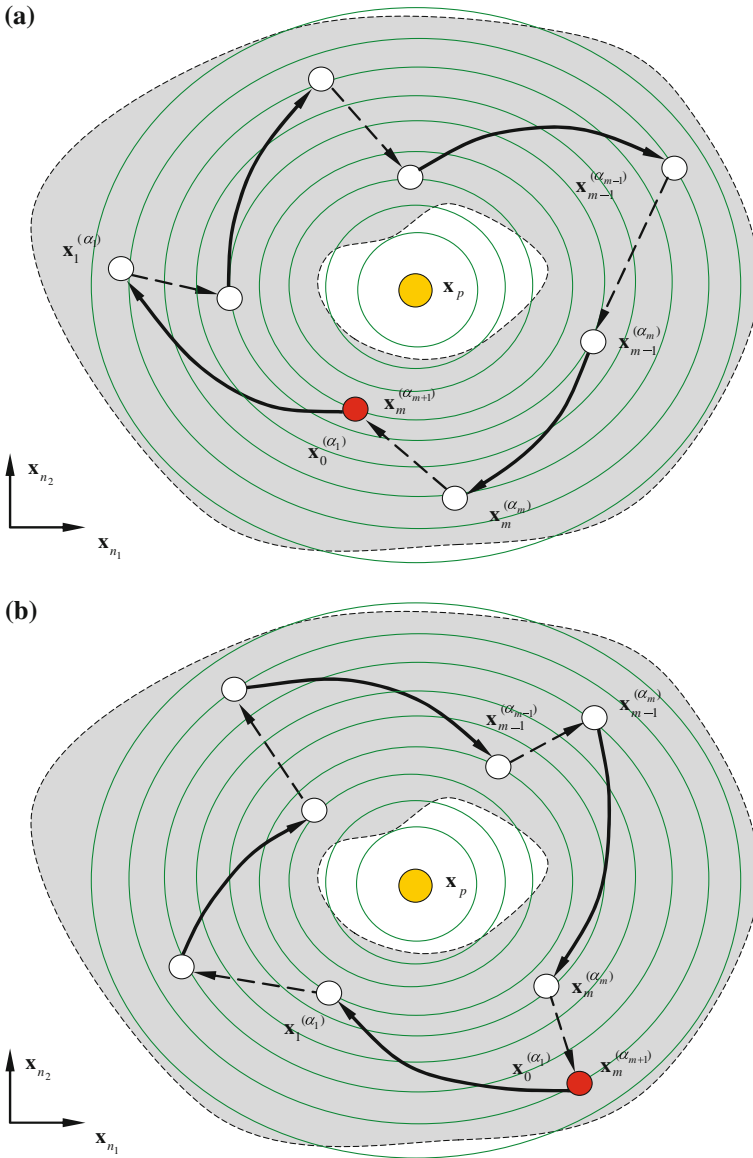 (a)
x_{m−1}^{(α_{m−1})}
x_1^{(α_1)}
x_p
x_{m−1}^{(α_m)}
x_m^{(α_{m+1})}
x_0^{(α_1)}
x_{n_2}
x_m^{(α_m)}
x_{n_1}
(b)
x_{m−1}^{(α_{m−1})}
x_{m−1}^{(α_m)}
x_p
x_m^{(α_m)}
x_1^{(α_1)}
x_0^{(α_1)}
x_m^{(α_{m+1})}
x_{n_2}
x_{n_1}